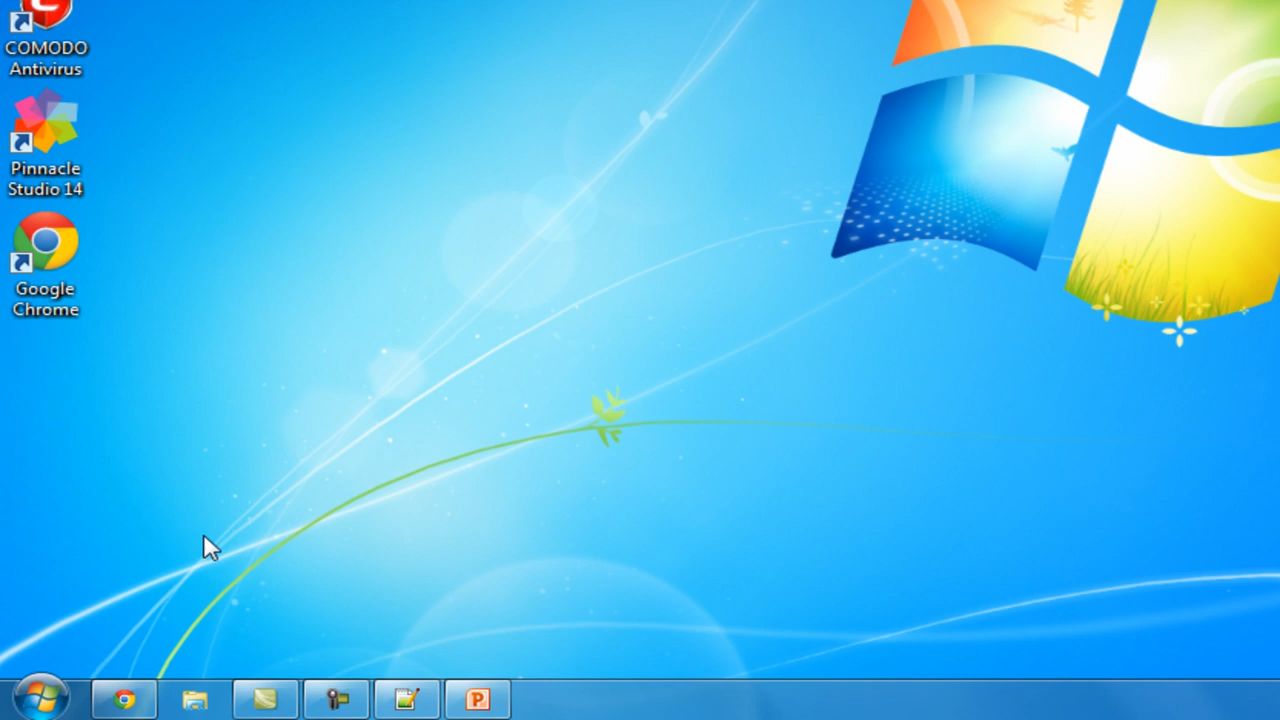 COMODO
Antivirus
Pinnacle
Studio 14
Google
Chrome
P